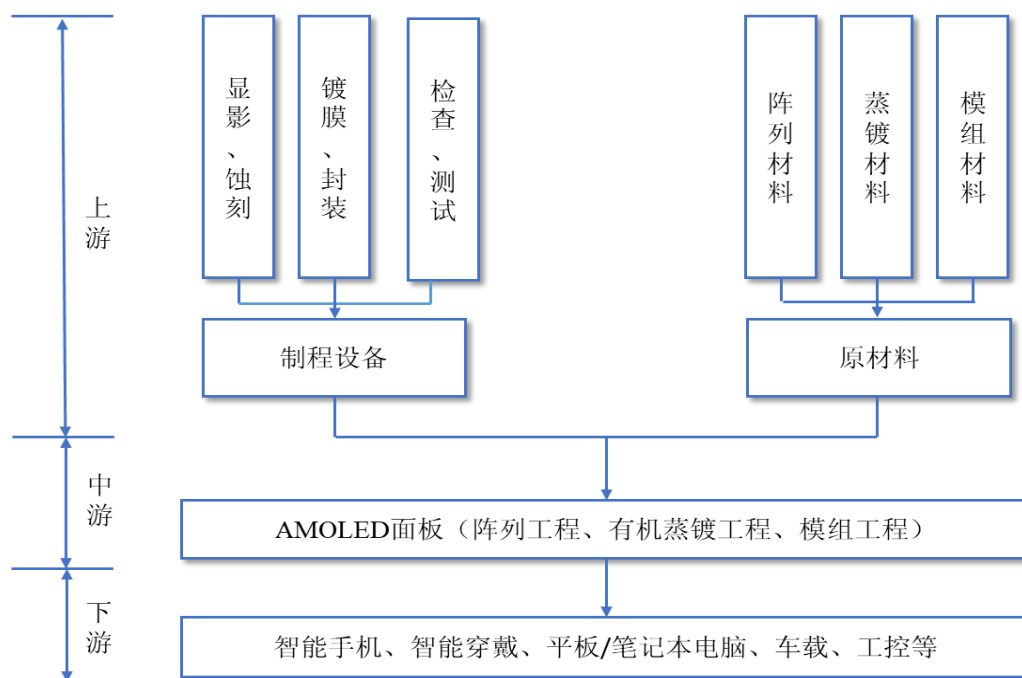 显影、蚀刻
镀膜、封装
检查、测试
阵列材料
蒸镀材料
模组材料
上游
制程设备
原材料
中游
AMOLED面板（阵列工程、有机蒸镀工程、模组工程）
下游
智能手机、智能穿戴、平板/笔记本电脑、车载、工控等